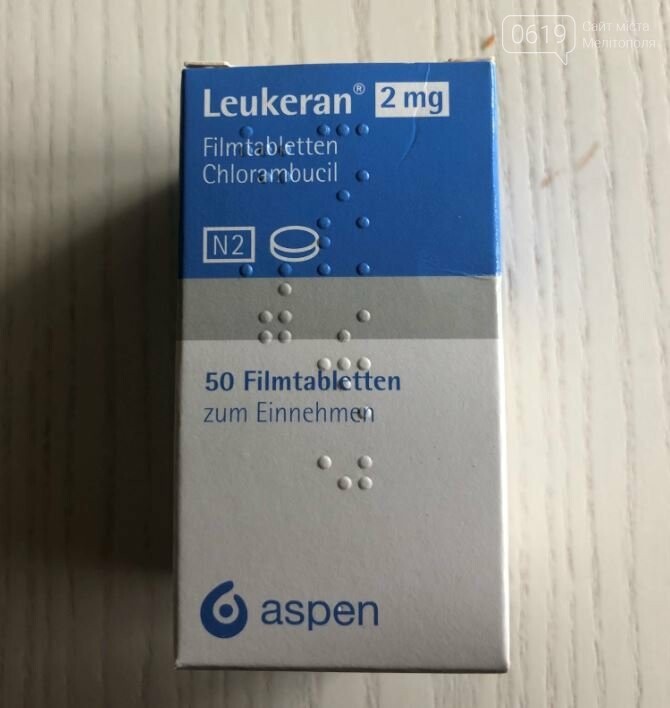 0619
Сайт міста
Мелітополя
Leukeran® 2 mg
Filmtabletten
Chlorambucil
N2
50 Filmtabletten
zum Einnehmen
aspen